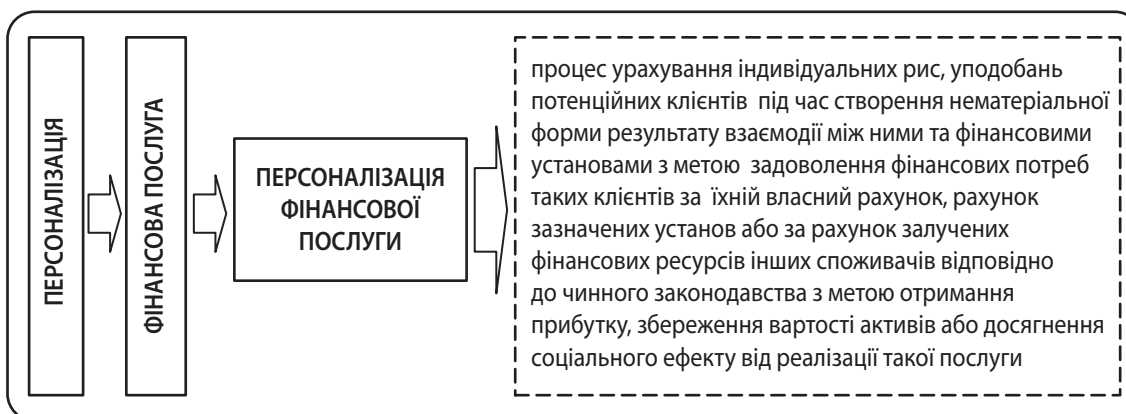 ПЕРСОНАЛІЗАЦІЯ
ФІНАНСОВА ПОСЛУГА
ПЕРСОНАЛІЗАЦІЯ
ФІНАНСОВОЇ
ПОСЛУГИ
процес урахування індивідуальних рис, уподобань
потенційних клієнтів під час створення нематеріальної
форми результату взаємодії між ними та фінансовими
установами з метою задоволення фінансових потреб
таких клієнтів за їхній власний рахунок, рахунок
зазначених установ або за рахунок залучених
фінансових ресурсів інших споживачів відповідно
до чинного законодавства з метою отримання
прибутку, збереження вартості активів або досягнення
соціального ефекту від реалізації такої послуги